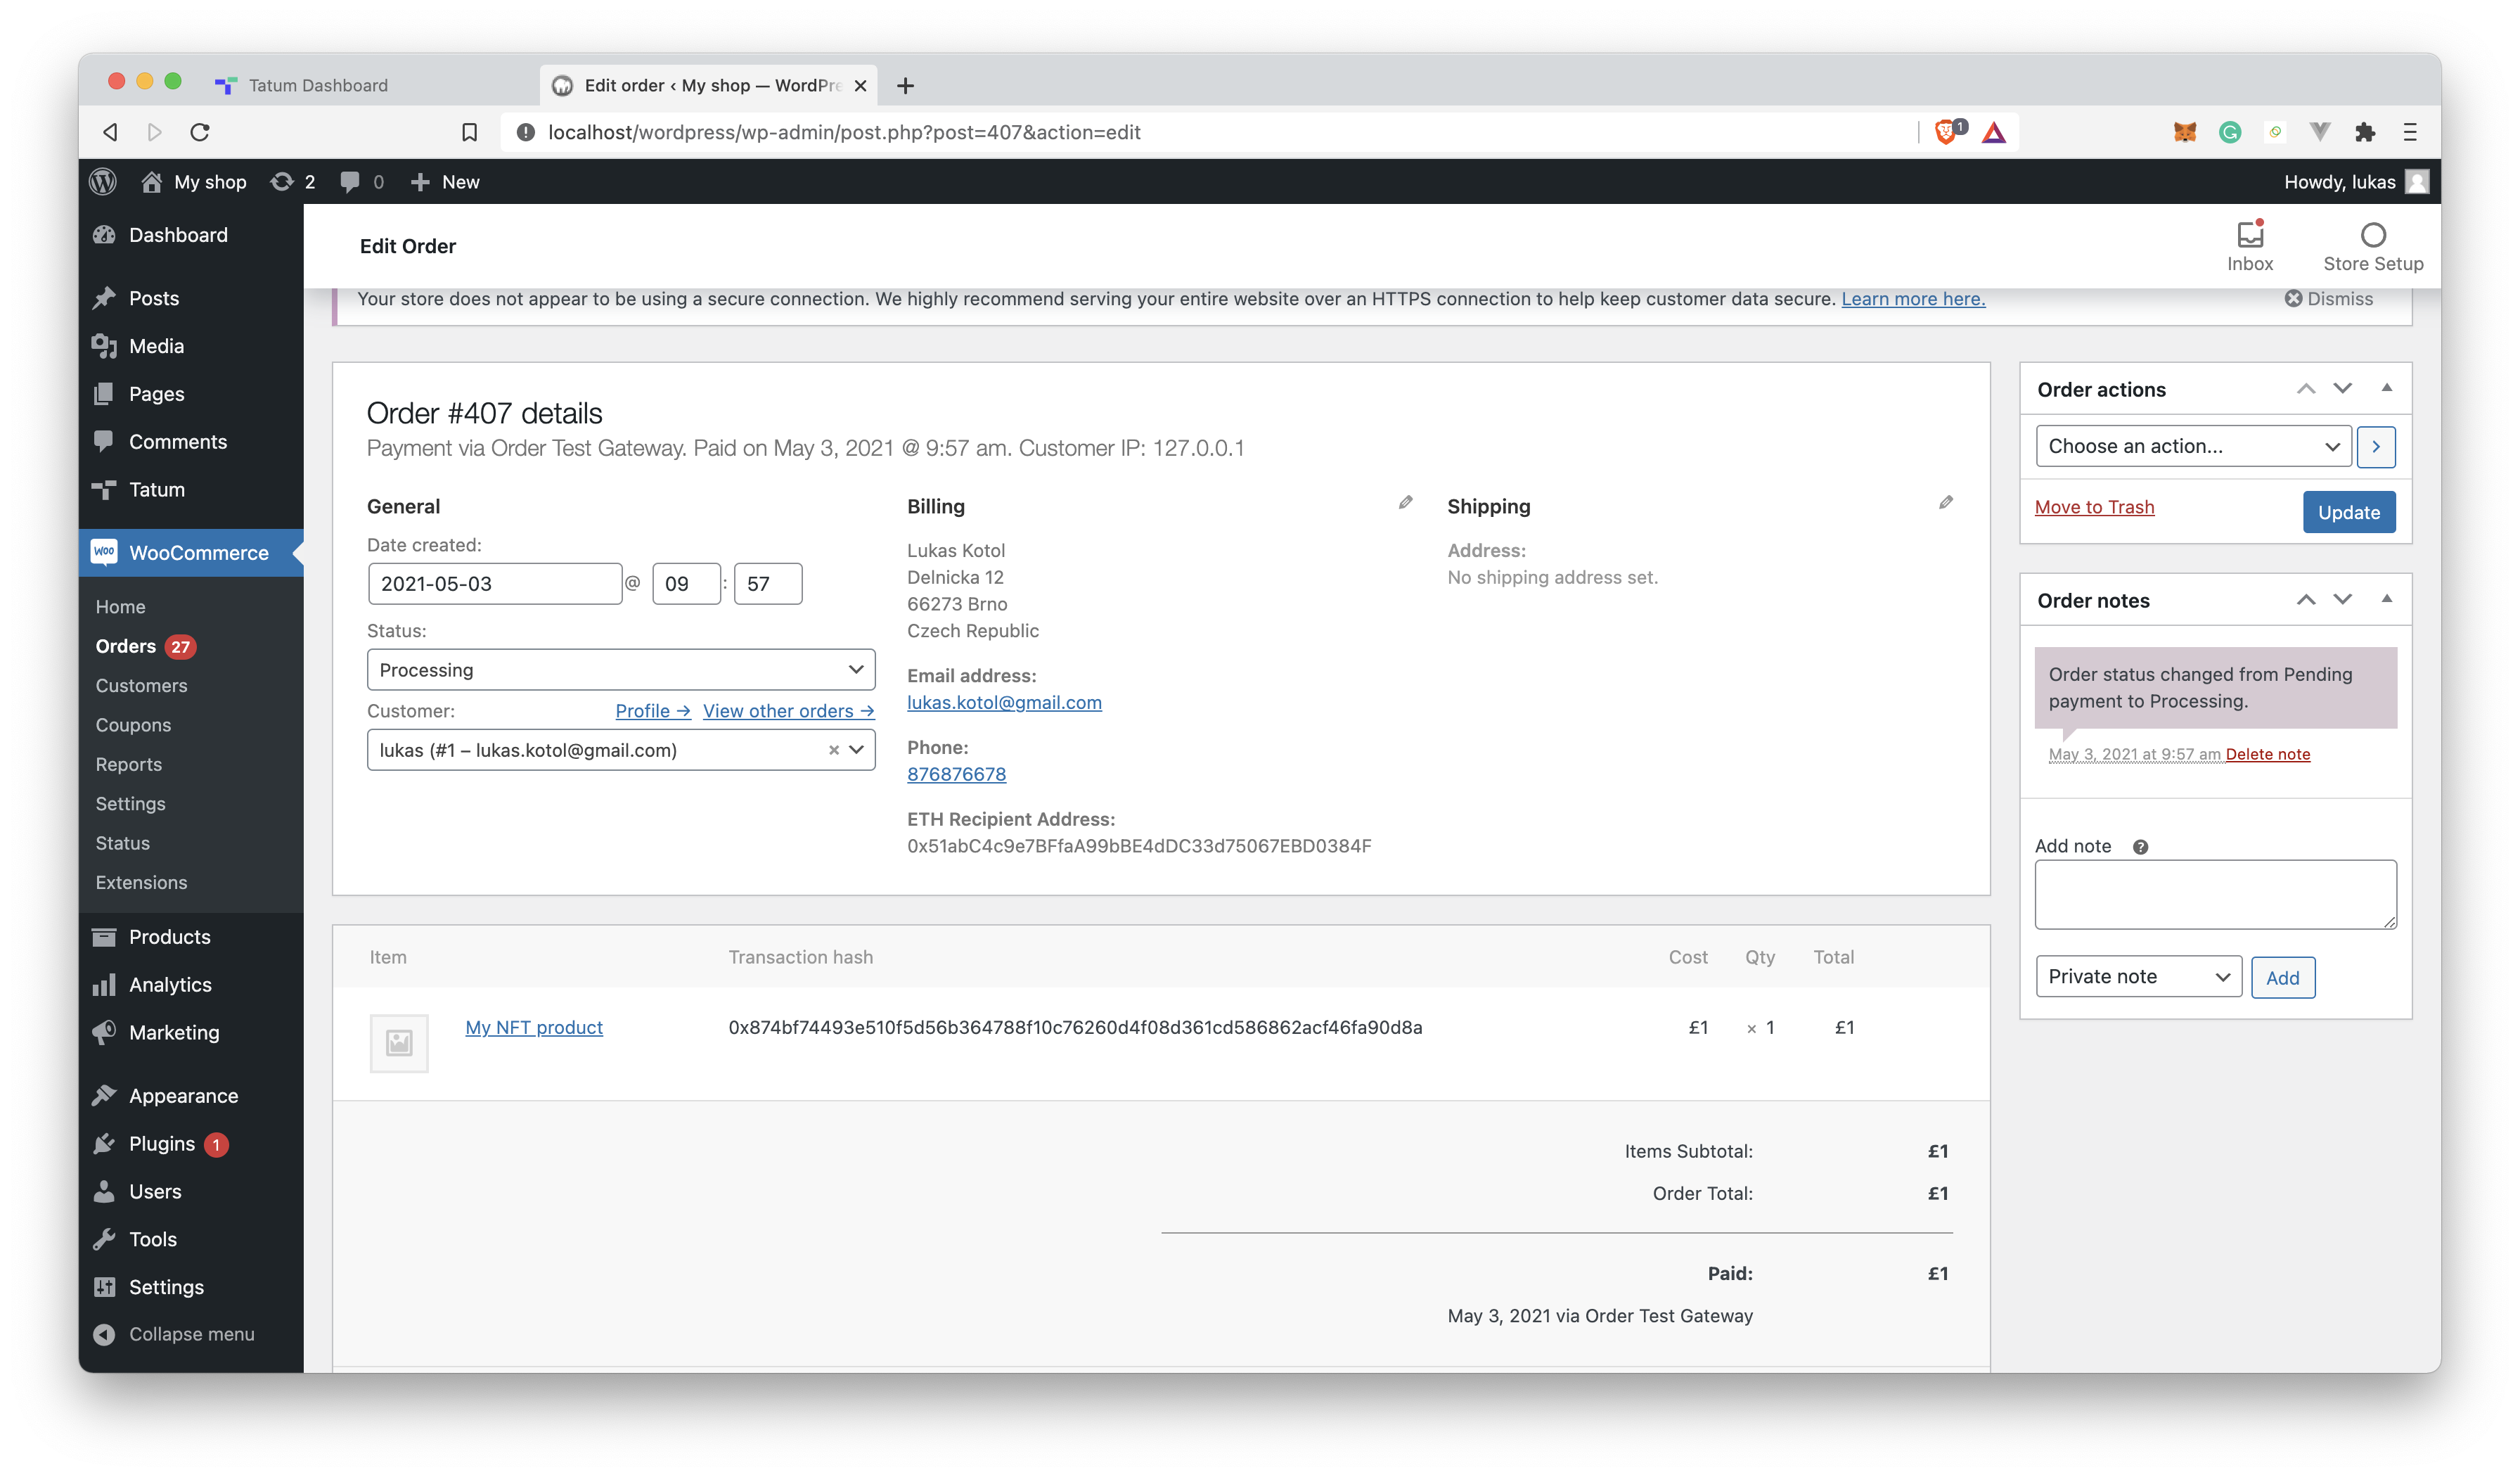 Tatum Dashboard
Edit order ‹ My shop — WordPre
localhost/wordpress/wp-admin/post.php?post=407&action=edit
1
My shop
2
0
New
Howdy, lukas
Dashboard
Posts
Media
Pages
Comments
Tatum
WooCommerce
Home
Orders 27
Customers
Coupons
Reports
Settings
Status
Extensions
Products
Analytics
Marketing
Appearance
Plugins 1
Users
Tools
Settings
Collapse menu
Edit Order
Inbox
Store Setup
Your store does not appear to be using a secure connection. We highly recommend serving your entire website over an HTTPS connection to help keep customer data secure. Learn more here.
Dismiss
Order #407 details
Payment via Order Test Gateway. Paid on May 3, 2021 @ 9:57 am. Customer IP: 127.0.0.1
General
Date created:
2021-05-03 @ 09 : 57
Status:
Processing
Customer: Profile → View other orders →
lukas (#1 – lukas.kotol@gmail.com) ×
Billing
Lukas Kotol
Delnicka 12
66273 Brno
Czech Republic
Email address:
lukas.kotol@gmail.com
Phone:
876876678
ETH Recipient Address:
0x51abC4c9e7BFfaA99bBE4dDC33d75067EBD0384F
Shipping
Address:
No shipping address set.
Item Transaction hash Cost Qty Total
My NFT product 0x874bf74493e510f5d56b364788f10c76260d4f08d361cd586862acf46fa90d8a £1 × 1 £1
Items Subtotal: £1
Order Total: £1
Paid: £1
May 3, 2021 via Order Test Gateway
Order actions
Choose an action...
Move to Trash
Update
Order notes
Order status changed from Pending
payment to Processing.
May 3, 2021 at 9:57 am Delete note
Add note
Private note
Add